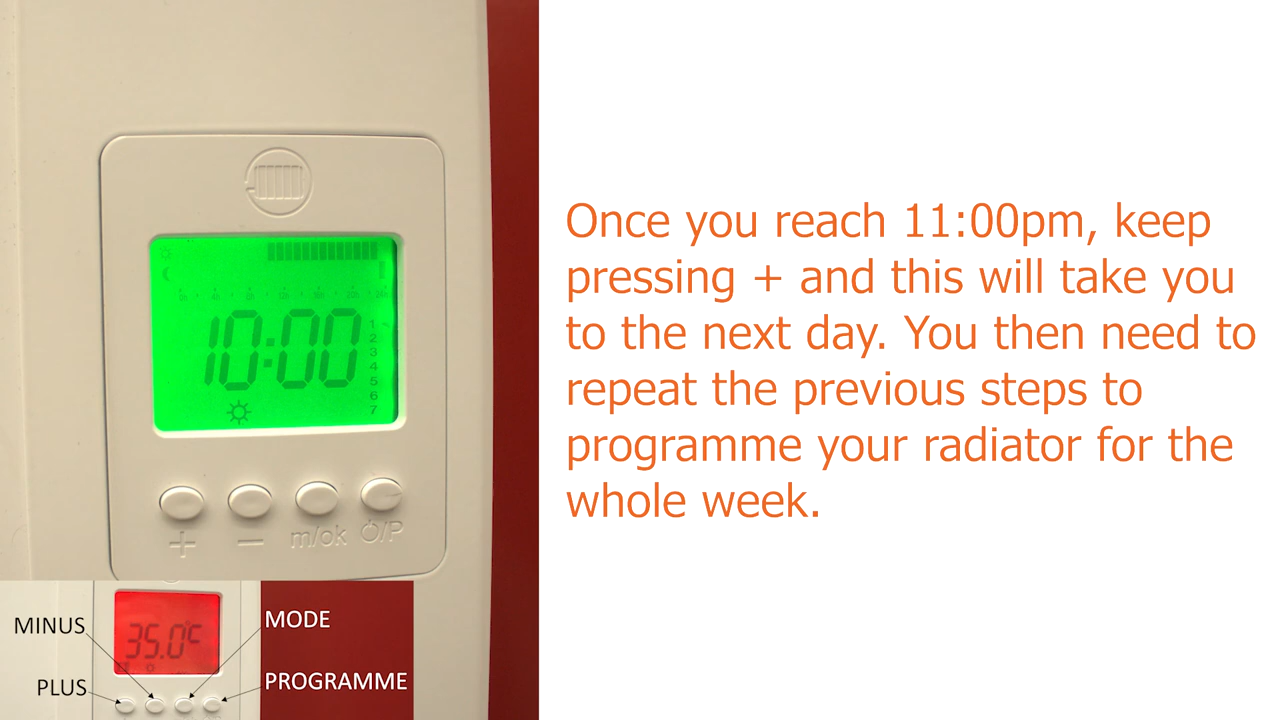 10:00
1
2
3
4
5
6
7
+
−
m/ok
⏻/P
Once you reach 11:00pm, keep
pressing + and this will take you
to the next day. You then need to
repeat the previous steps to
programme your radiator for the
whole week.
MINUS
PLUS
35.0°C
MODE
PROGRAMME